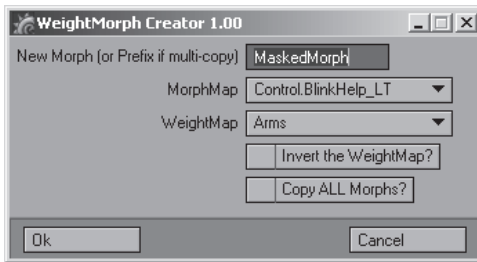 WeightMorph Creator 1.00
New Morph (or Prefix if multi-copy) MaskedMorph
MorphMap Control.BlinkHelp_LT
WeightMap Arms
Invert the WeightMap?
Copy ALL Morphs?
Ok Cancel